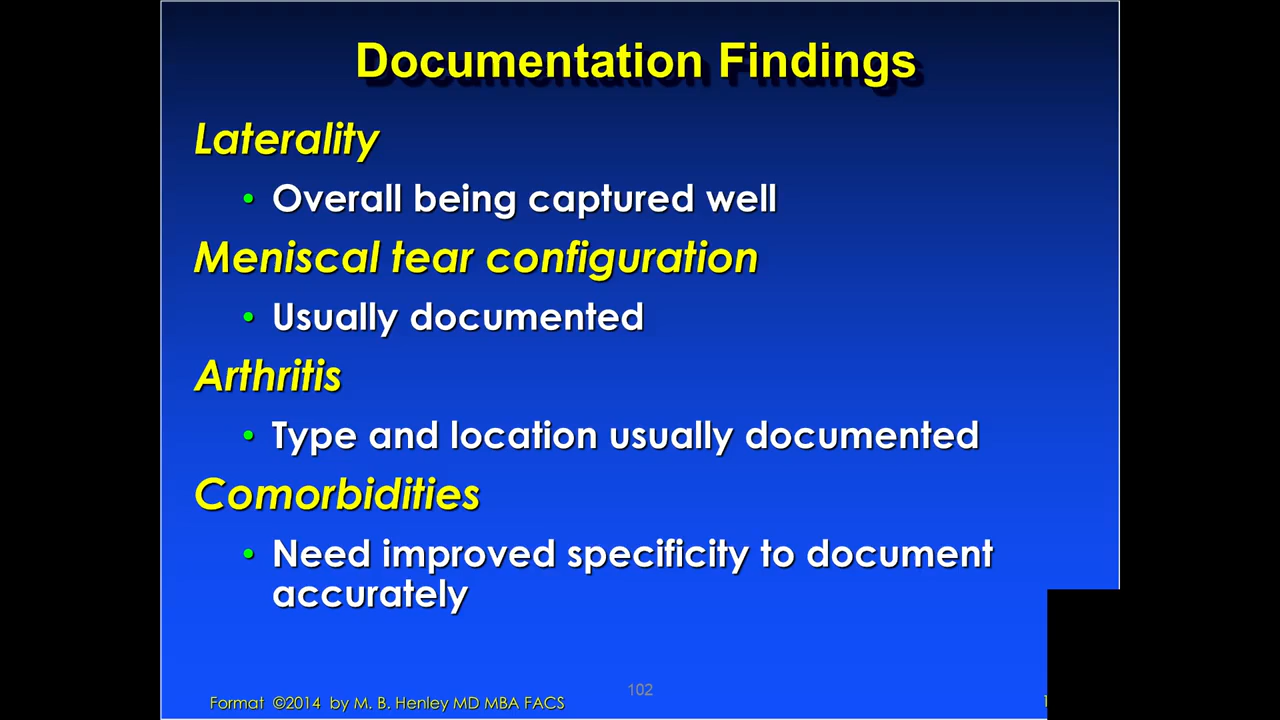 Documentation Findings
Laterality
• Overall being captured well
Meniscal tear configuration
• Usually documented
Arthritis
• Type and location usually documented
Comorbidities
• Need improved specificity to document
accurately
102
Format ©2014 by M. B. Henley MD MBA FACS